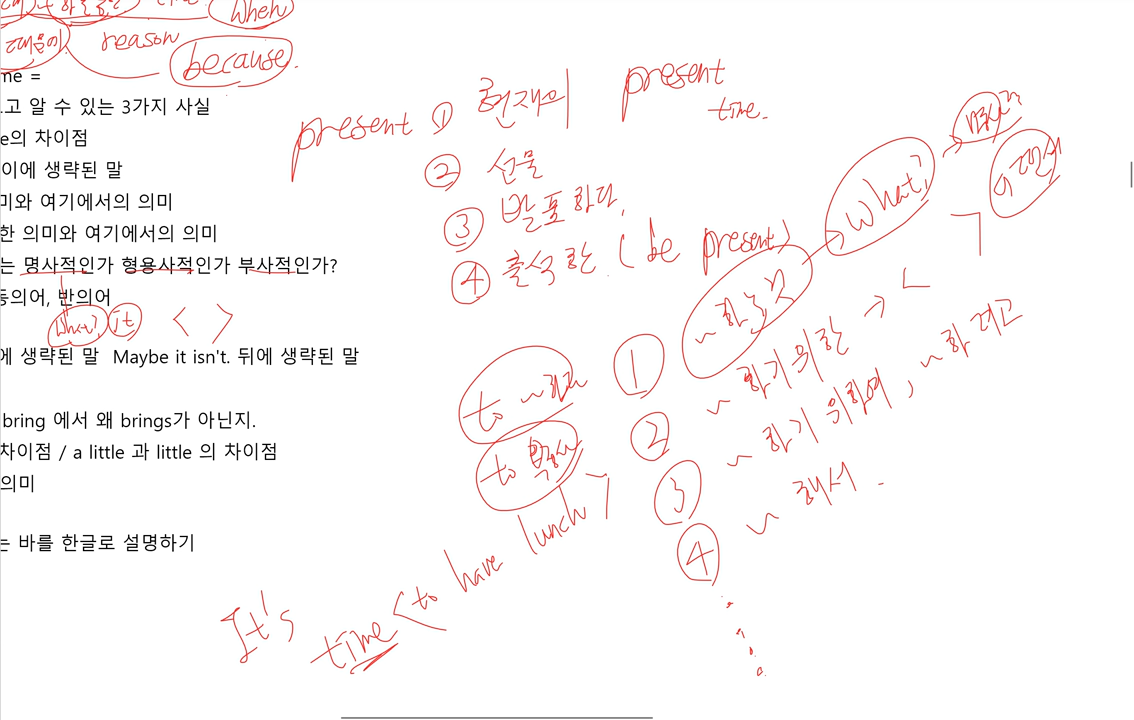 time. when
때문에 reason because.
me =
고 알 수 있는 3가지 사실
e의 차이점
이에 생략된 말
미와 여기에서의 의미
한 의미와 여기에서의 의미
는 명사적인가 형용사적인가 부사적인가?
동의어, 반의어
What? It < >
에 생략된 말 Maybe it isn't. 뒤에 생략된 말
bring 에서 왜 brings가 아닌지.
차이점 / a little 과 little 의 차이점
의미
는 바를 한글로 설명하기
present ① 현재의 present time.
② 선물
③ 발표하다.
④ 출석한 (be present)
to ~ ① ~하는 것 → what? →
to ② ~하기 위한 → ㄴ
③ ~하기 위하여, ~하려고
④ ~해서.
It's time < to have lunch >